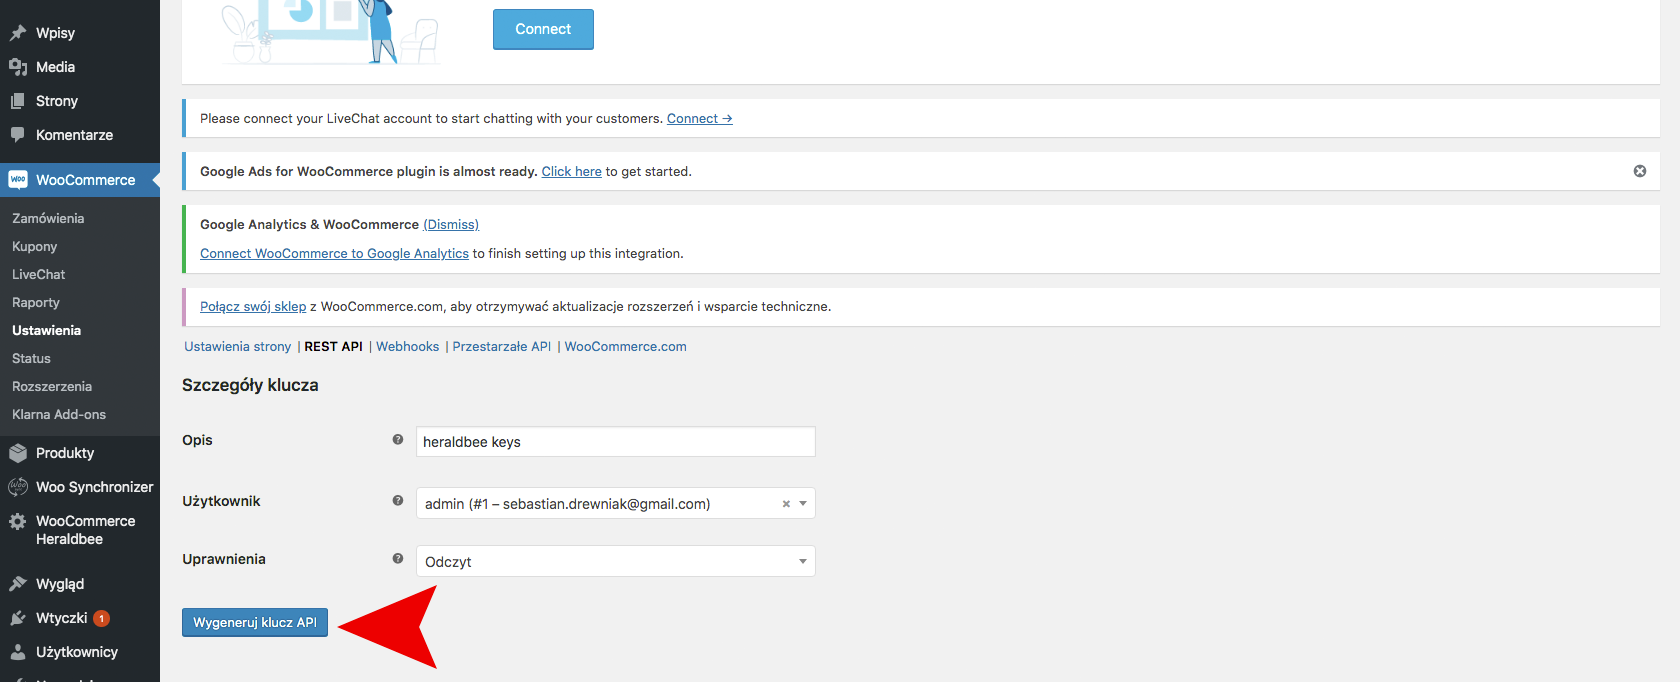 Wpisy
Media
Strony
Komentarze
WooCommerce
Zamówienia
Kupony
LiveChat
Raporty
Ustawienia
Status
Rozszerzenia
Klarna Add-ons
Produkty
Woo Synchronizer
WooCommerce
Heraldbee
Wygląd
Wtyczki 1
Użytkownicy
Connect
Please connect your LiveChat account to start chatting with your customers. Connect →
Google Ads for WooCommerce plugin is almost ready. Click here to get started.
Google Analytics & WooCommerce (Dismiss)
Connect WooCommerce to Google Analytics to finish setting up this integration.
Połącz swój sklep z WooCommerce.com, aby otrzymywać aktualizacje rozszerzeń i wsparcie techniczne.
Ustawienia strony | REST API | Webhooks | Przestarzałe API | WooCommerce.com
Szczegóły klucza
Opis ? heraldbee keys
Użytkownik ? admin (#1 – sebastian.drewniak@gmail.com) ×
Uprawnienia ? Odczyt
Wygeneruj klucz API